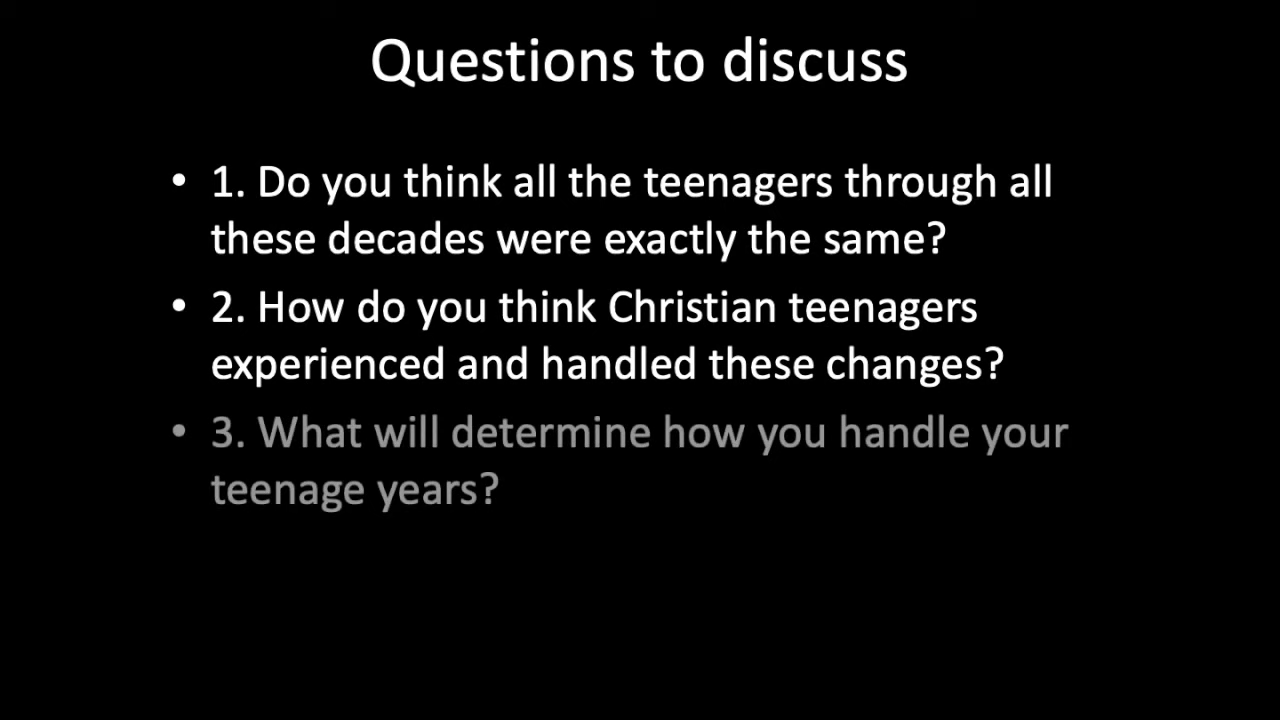 Questions to discuss
• 1. Do you think all the teenagers through all
these decades were exactly the same?
• 2. How do you think Christian teenagers
experienced and handled these changes?
• 3. What will determine how you handle your
teenage years?